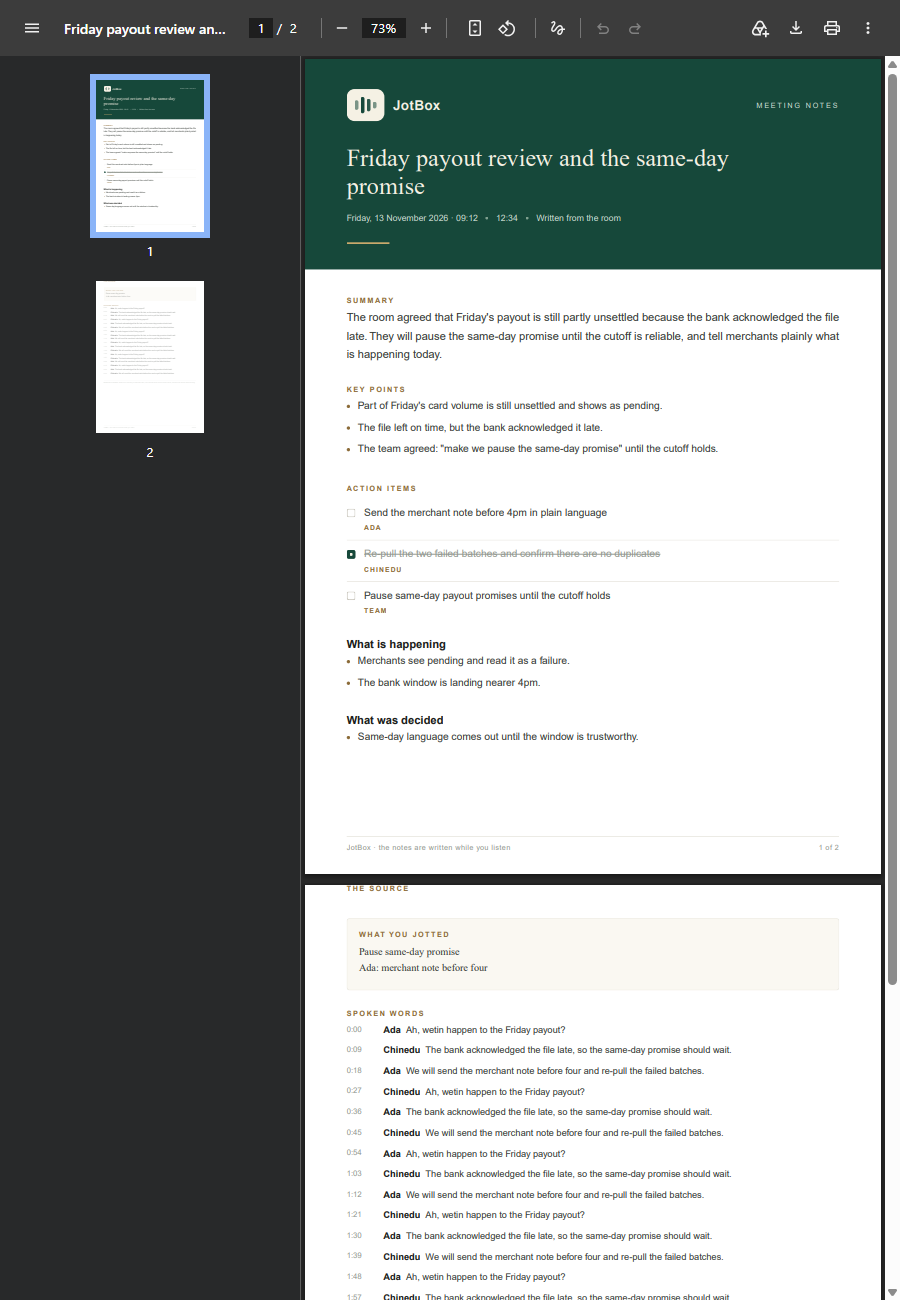 Friday payout review an...
1 / 2
73%
1
2
JotBox
MEETING NOTES
Friday payout review and the same-day
promise
Friday, 13 November 2026 · 09:12 • 12:34 • Written from the room
SUMMARY
The room agreed that Friday's payout is still partly unsettled because the bank acknowledged the file
late. They will pause the same-day promise until the cutoff is reliable, and tell merchants plainly what
is happening today.
KEY POINTS
• Part of Friday's card volume is still unsettled and shows as pending.
• The file left on time, but the bank acknowledged it late.
• The team agreed: "make we pause the same-day promise" until the cutoff holds.
ACTION ITEMS
Send the merchant note before 4pm in plain language
ADA
Re-pull the two failed batches and confirm there are no duplicates
CHINEDU
Pause same-day payout promises until the cutoff holds
TEAM
What is happening
• Merchants see pending and read it as a failure.
• The bank window is landing nearer 4pm.
What was decided
• Same-day language comes out until the window is trustworthy.
JotBox · the notes are written while you listen
1 of 2
THE SOURCE
WHAT YOU JOTTED
Pause same-day promise
Ada: merchant note before four
SPOKEN WORDS
0:00 Ada Ah, wetin happen to the Friday payout?
0:09 Chinedu The bank acknowledged the file late, so the same-day promise should wait.
0:18 Ada We will send the merchant note before four and re-pull the failed batches.
0:27 Chinedu Ah, wetin happen to the Friday payout?
0:36 Ada The bank acknowledged the file late, so the same-day promise should wait.
0:45 Chinedu We will send the merchant note before four and re-pull the failed batches.
0:54 Ada Ah, wetin happen to the Friday payout?
1:03 Chinedu The bank acknowledged the file late, so the same-day promise should wait.
1:12 Ada We will send the merchant note before four and re-pull the failed batches.
1:21 Chinedu Ah, wetin happen to the Friday payout?
1:30 Ada The bank acknowledged the file late, so the same-day promise should wait.
1:39 Chinedu We will send the merchant note before four and re-pull the failed batches.
1:48 Ada Ah, wetin happen to the Friday payout?
1:57 Chinedu The bank acknowledged the file late, so the same-day promise should wait.